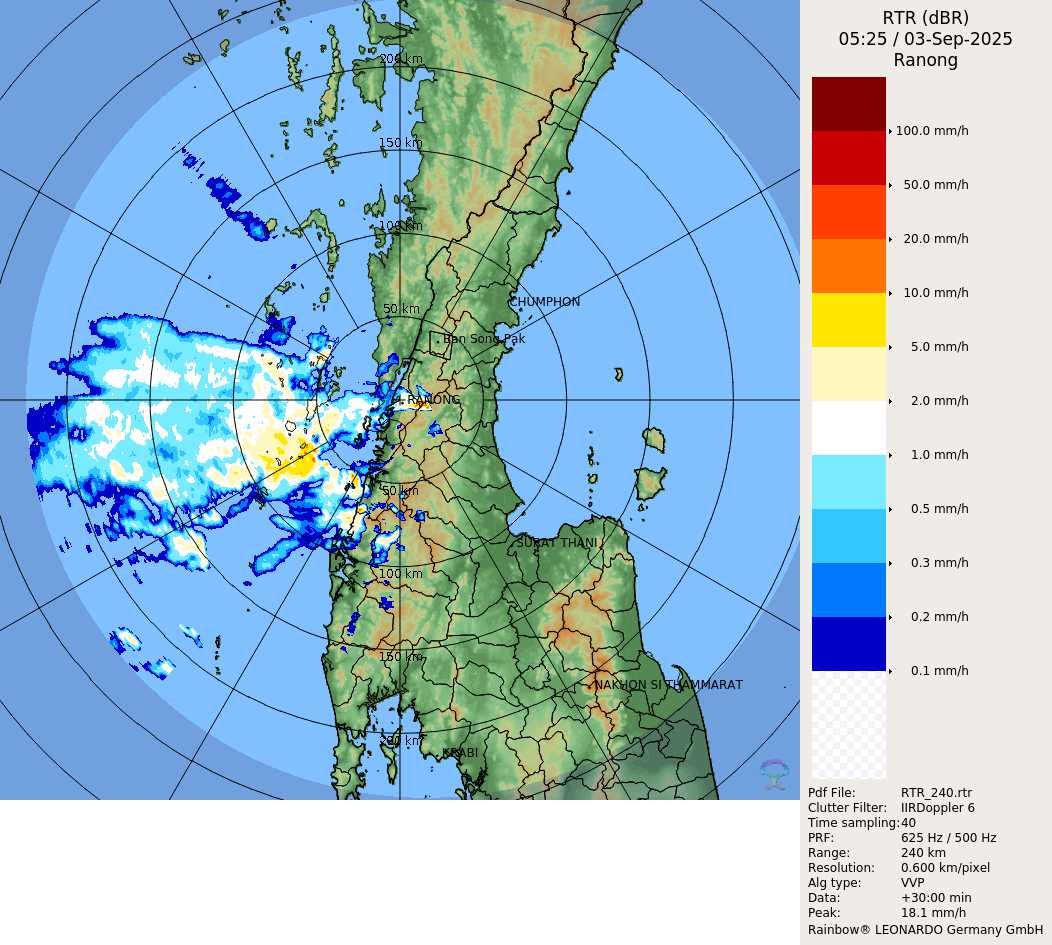 200 km
150 km
100 km
50 km
CHUMPHON
Ban Song Pak
RANONG
50 km
SURAT THANI
100 km
150 km
NAKHON SI THAMMARAT
200 km
KRABI
RTR (dBR)
05:25 / 03-Sep-2025
Ranong
100.0 mm/h
50.0 mm/h
20.0 mm/h
10.0 mm/h
5.0 mm/h
2.0 mm/h
1.0 mm/h
0.5 mm/h
0.3 mm/h
0.2 mm/h
0.1 mm/h
Pdf File: RTR_240.rtr
Clutter Filter: IIRDoppler 6
Time sampling:40
PRF: 625 Hz / 500 Hz
Range: 240 km
Resolution: 0.600 km/pixel
Alg type: VVP
Data: +30:00 min
Peak: 18.1 mm/h
Rainbow® LEONARDO Germany GmbH